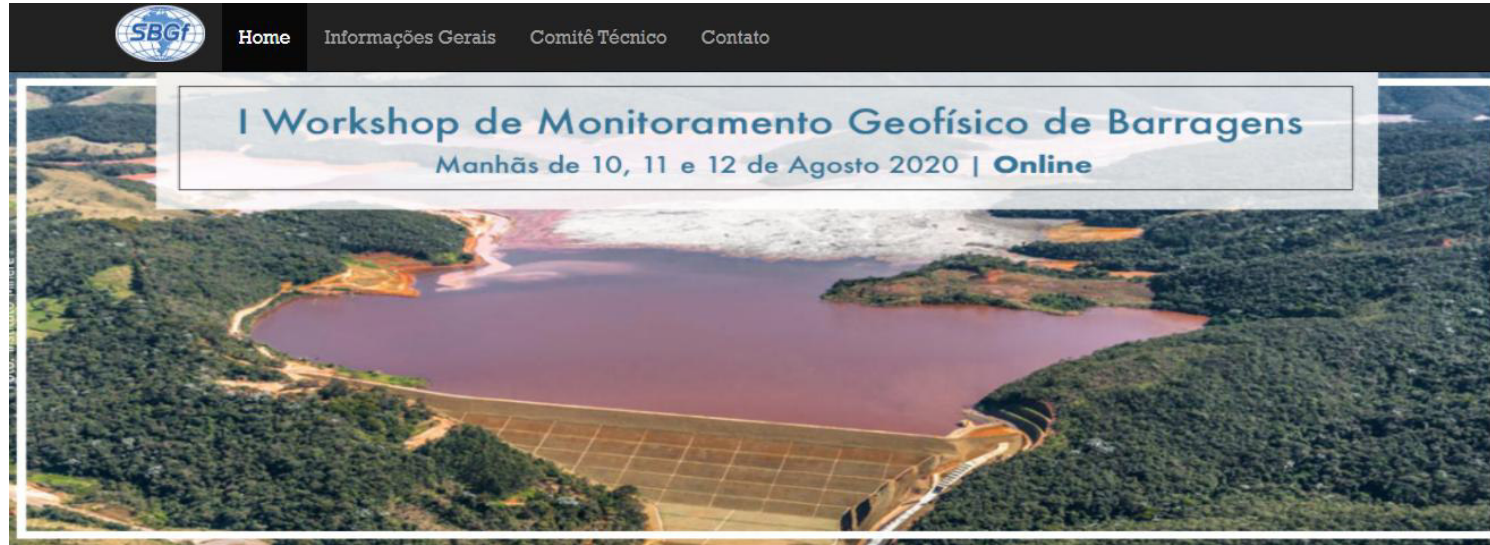 SBGf
Home
Informações Gerais
Comitê Técnico
Contato
I Workshop de Monitoramento Geofísico de Barragens
Manhãs de 10, 11 e 12 de Agosto 2020 | Online